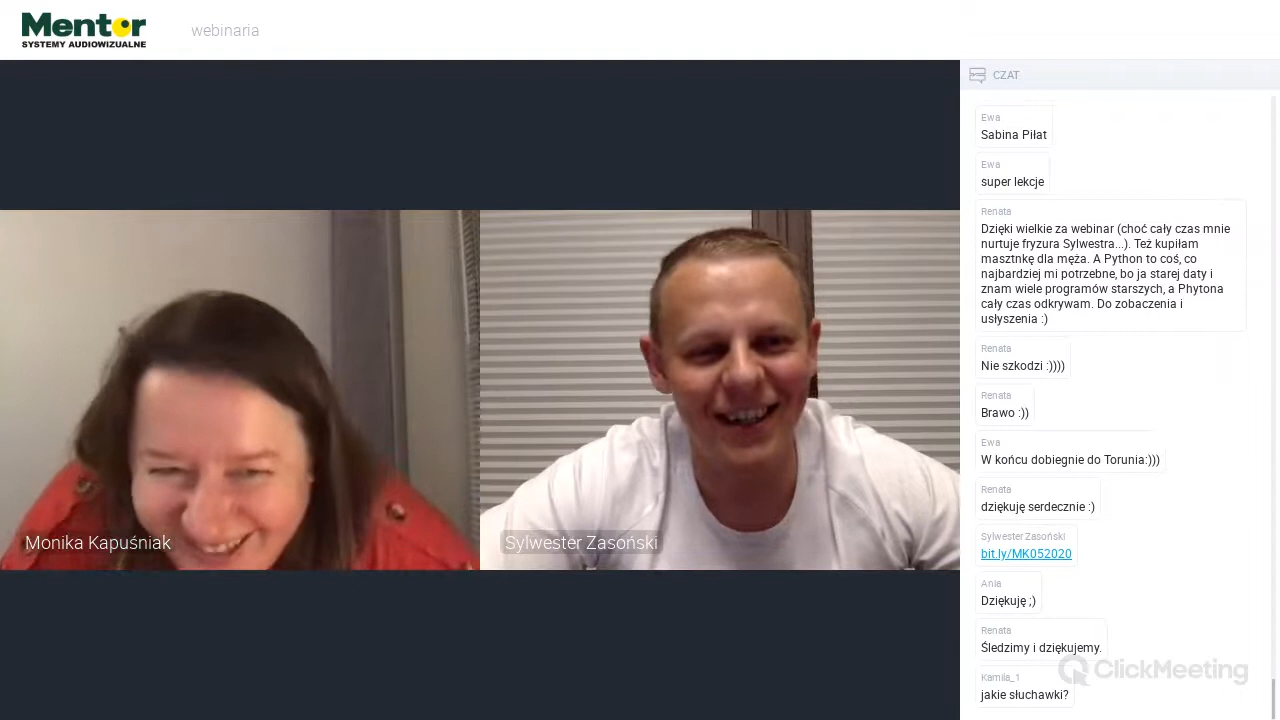 Mentor
SYSTEMY AUDIOWIZUALNE
webinaria
CZAT
Ewa
Sabina Piłat
Ewa
super lekcje
Renata
Dzięki wielkie za webinar (choć cały czas mnie
nurtuje fryzura Sylwestra...). Też kupiłam
masztnkę dla męża. A Python to coś, co
najbardziej mi potrzebne, bo ja starej daty i
znam wiele programów starszych, a Phytona
cały czas odkrywam. Do zobaczenia i
usłyszenia :)
Renata
Nie szkodzi :))))
Renata
Brawo :))
Ewa
W końcu dobiegnie do Torunia:)))
Renata
dziękuję serdecznie :)
Sylwester Zasoński
bit.ly/MK052020
Ania
Dziękuję ;)
Renata
Śledzimy i dziękujemy.
Kamila_1
jakie słuchawki?
ClickMeeting
Monika Kapuśniak
Sylwester Zasoński